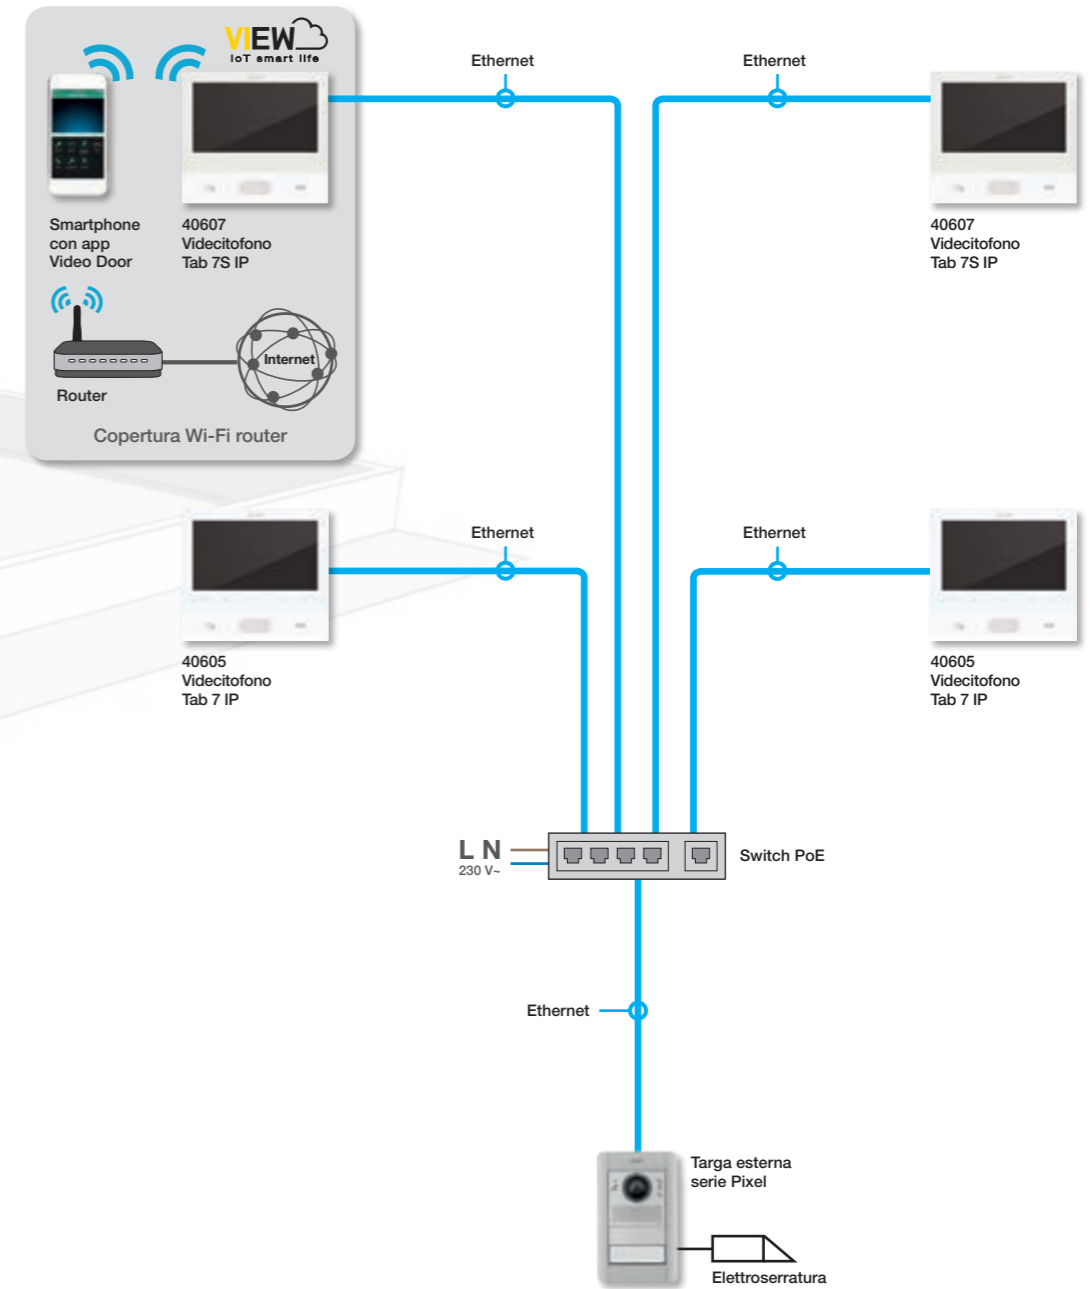 VIEW
IoT smart life
Ethernet
Ethernet
Smartphone
con app
Video Door
40607
Videcitofono
Tab 7S IP
40607
Videcitofono
Tab 7S IP
Internet
Router
Copertura Wi-Fi router
Ethernet
Ethernet
40605
Videcitofono
Tab 7 IP
40605
Videcitofono
Tab 7 IP
L N
230 V~
Switch PoE
Ethernet
Targa esterna
serie Pixel
Elettroserratura